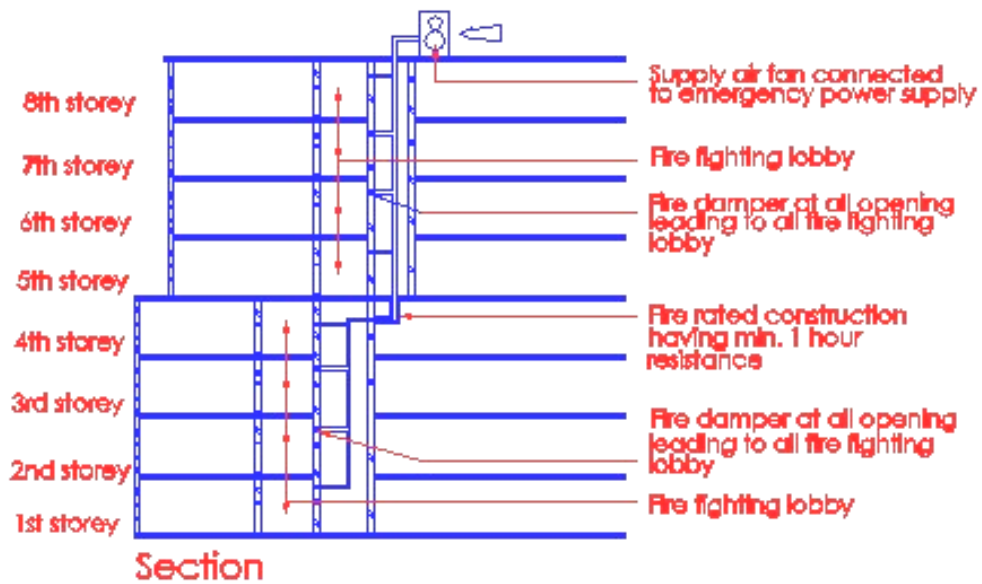 8th storey
7th storey
6th storey
5th storey
4th storey
3rd storey
2nd storey
1st storey
Supply air fan connected
to emergency power supply
Fire fighting lobby
Fire damper at all opening
leading to all fire fighting
lobby
Fire rated construction
having min. 1 hour
resistance
Fire damper at all opening
leading to all fire fighting
lobby
Fire fighting lobby
Section